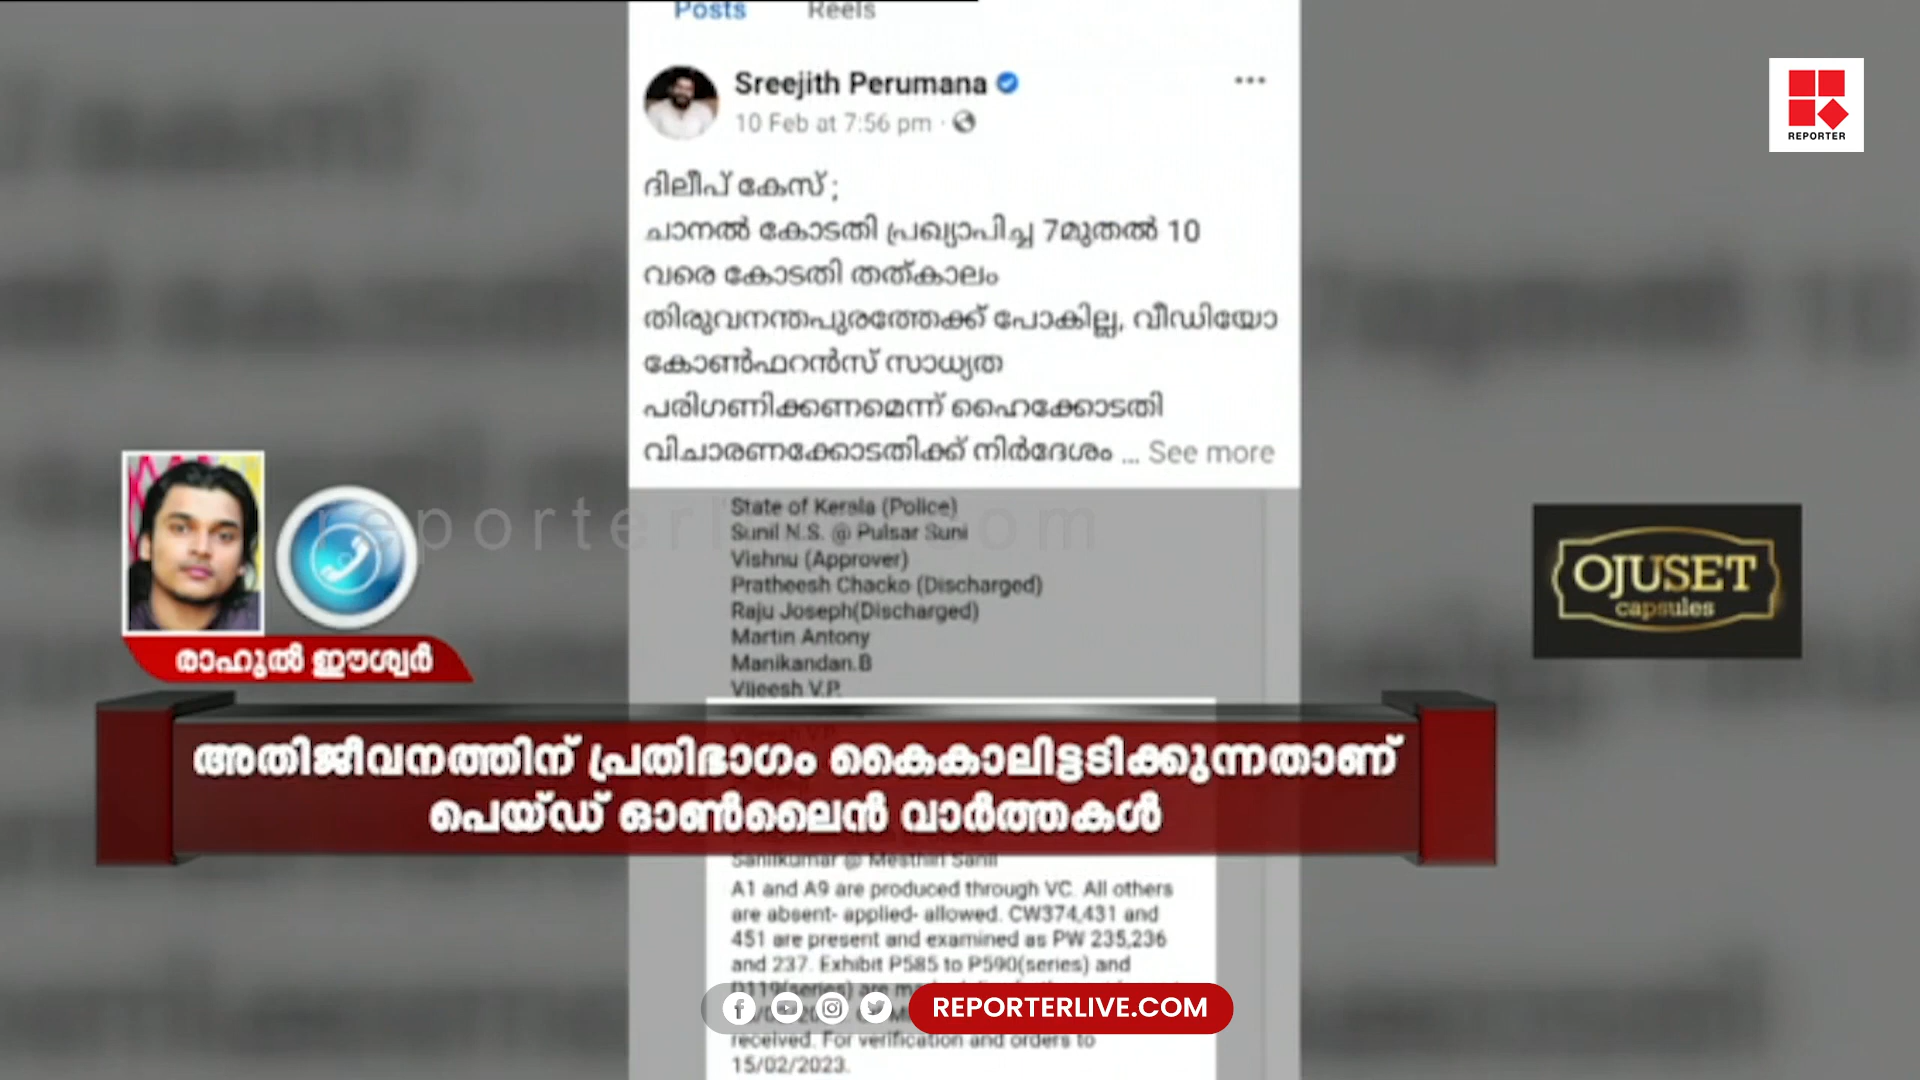 Posts Reels
Sreejith Perumana
10 Feb at 7:56 pm ·
REPORTER
ദിലീപ് കേസ് ;
ചാനൽ കോടതി പ്രഖ്യാപിച്ച 7മുതൽ 10
വരെ കോടതി തത്കാലം
തിരുവനന്തപുരത്തേക്ക് പോകില്ല, വീഡിയോ
കോൺഫറൻസ് സാധ്യത
പരിഗണിക്കണമെന്ന് ഹൈക്കോടതി
വിചാരണക്കോടതിക്ക് നിർദേശം ... See more
State of Kerala (Police)
Sunil N.S. @ Pulsar Suni
Vishnu (Approver)
Pratheesh Chacko (Discharged)
Raju Joseph(Discharged)
Martin Antony
Manikandan.B
Vijeesh V.P.
reporterl om
രാഹുൽ ഈശ്വർ
OJUSET
capsules
അതിജീവനത്തിന് പ്രതിഭാഗം കൈകാലിട്ടടിക്കുന്നതാണ്
പെയ്ഡ് ഓൺലൈൻ വാർത്തകൾ
Sanilkumar @ Mesthiri Sanil
A1 and A9 are produced through VC. All others
are absent- applied- allowed. CW374,431 and
451 are present and examined as PW 235,236
and 237. Exhibit P585 to P590(series) and
D119(series) are
REPORTERLIVE.COM
received. For verification and orders to
15/02/2023.